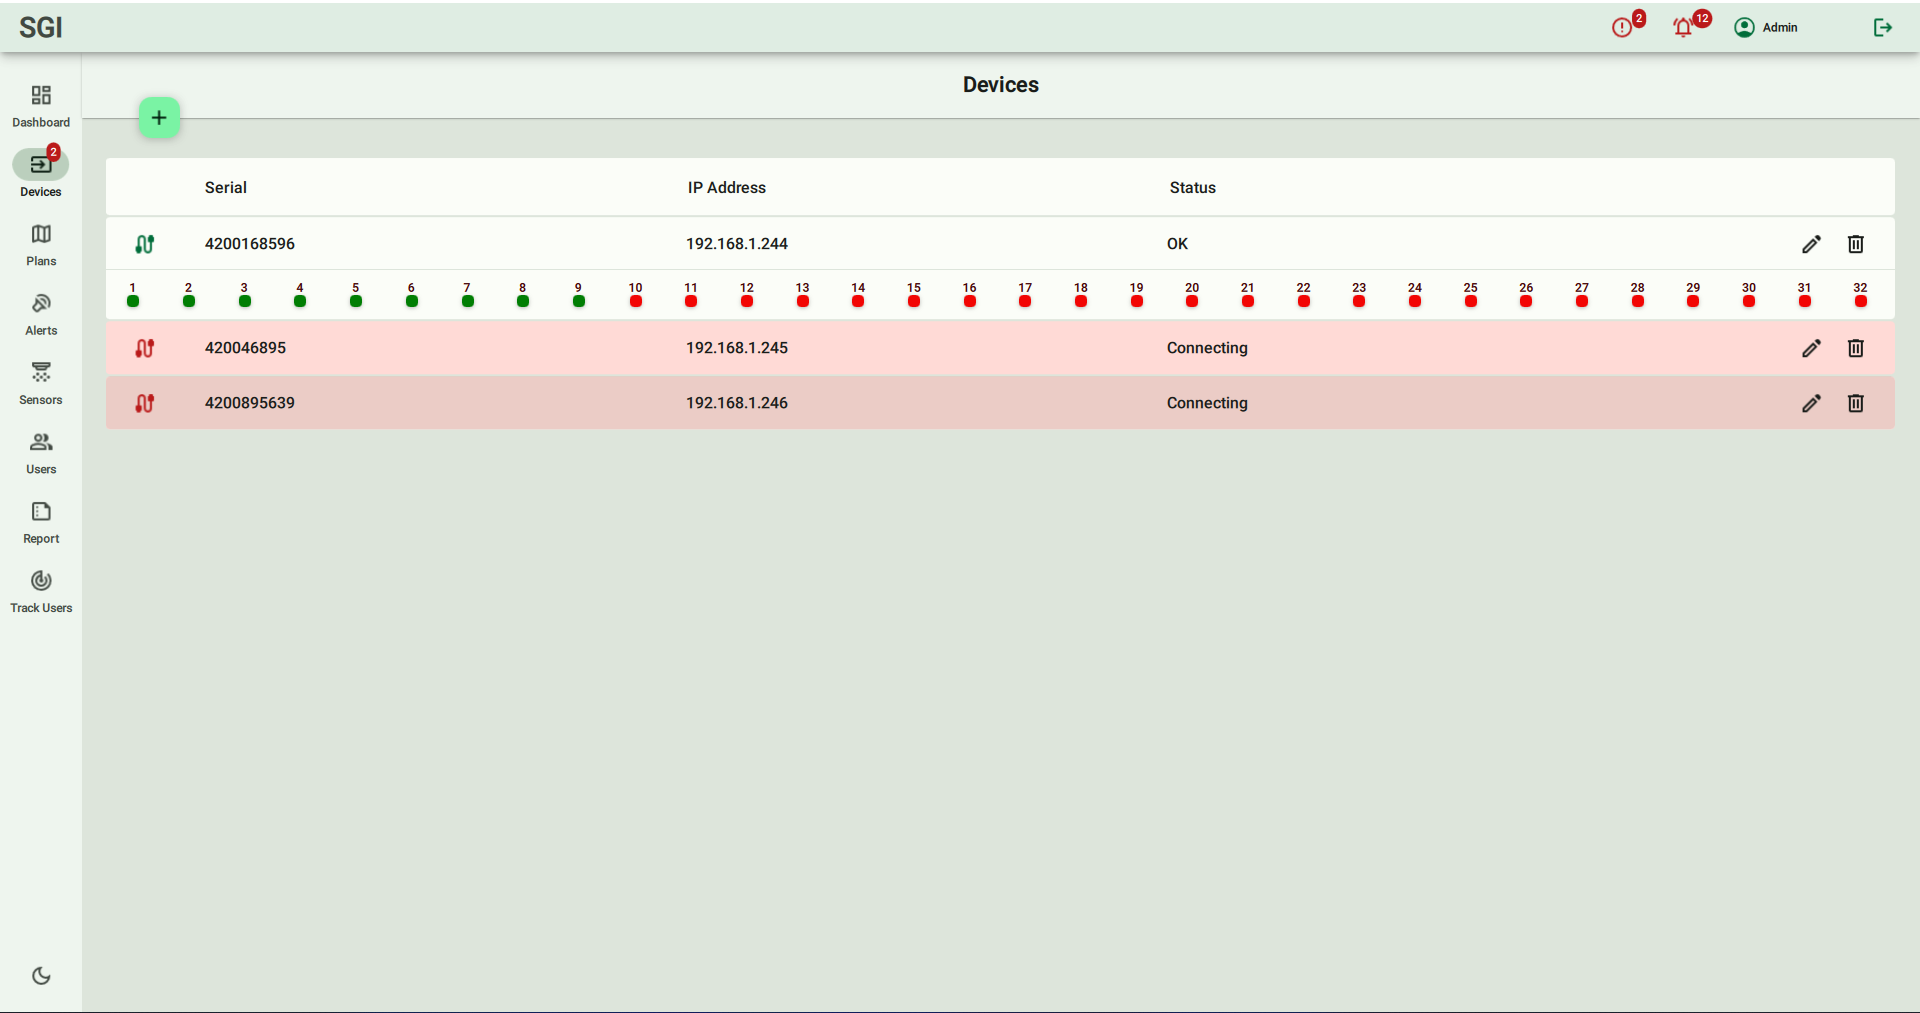 SGI
2
12
Admin
Devices
+
Dashboard
2
Devices
Plans
Alerts
Sensors
Users
Report
Track Users
Serial IP Address Status
4200168596 192.168.1.244 OK
1 2 3 4 5 6 7 8 9 10 11 12 13 14 15 16 17 18 19 20 21 22 23 24 25 26 27 28 29 30 31 32
420046895 192.168.1.245 Connecting
4200895639 192.168.1.246 Connecting